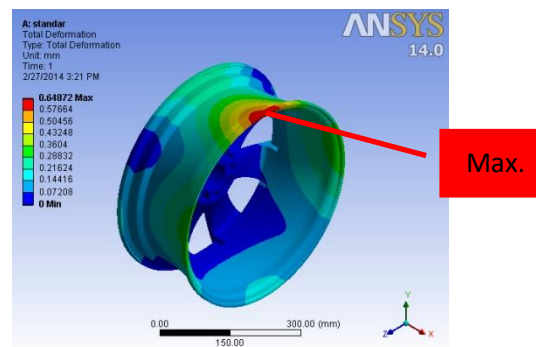 A: standar
Total Deformation
Type: Total Deformation
Unit: mm
Time: 1
2/27/2014 3:21 PM
0.64872 Max
0.57664
0.50456
0.43248
0.3604
0.28832
0.21624
0.14416
0.07208
0 Min
ANSYS
14.0
Max.
0.00
300.00 (mm)
150.00
Y
Z
X